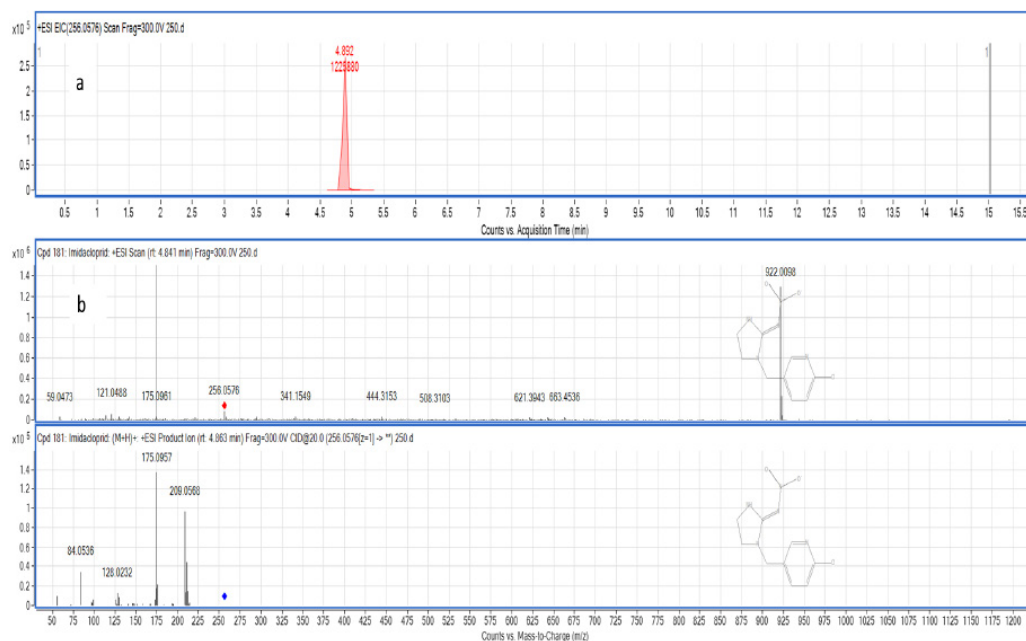 x10 5 +ESI EIC(256.0576) Scan Frag=300.0V 250.d
1 4.892 1
1225880
2.5
a
2
1.5
1
0.5
0
0.5 1 1.5 2 2.5 3 3.5 4 4.5 5 5.5 6 6.5 7 7.5 8 8.5 9 9.5 10 10.5 11 11.5 12 12.5 13 13.5 14 14.5 15 15.5
Counts vs. Acquisition Time (min)
x10 6 Cpd 181: Imidacloprid: +ESI Scan (rt: 4.841 min) Frag=300.0V 250.d
1.4 922.0098
1.2
b
1
0.8
0.6
0.4
59.0473 121.0488 175.0961 256.0576 341.1549 444.3153 508.3103 621.3943 663.4536
0.2
0
x10 5 Cpd 181: Imidacloprid: (M+H)+: +ESI Product Ion (rt: 4.863 min) Frag=300.0V CID@20.0 (256.0576[z=1] -> **) 250.d
175.0957
1.4
1.2
209.0568
1
0.8
0.6
84.0536
0.4
128.0232
0.2
0
50 75 100 125 150 175 200 225 250 275 300 325 350 375 400 425 450 475 500 525 550 575 600 625 650 675 700 725 750 775 800 825 850 875 900 925 950 975 1000 1025 1050 1075 1100 1125 1150 1175 1200
Counts vs. Mass-to-Charge (m/z)